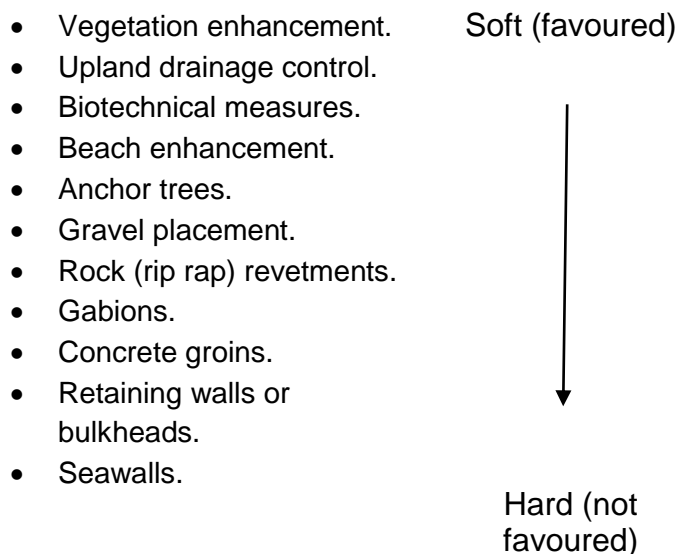 • Vegetation enhancement.
• Upland drainage control.
• Biotechnical measures.
• Beach enhancement.
• Anchor trees.
• Gravel placement.
• Rock (rip rap) revetments.
• Gabions.
• Concrete groins.
• Retaining walls or
bulkheads.
• Seawalls.
Soft (favoured)
Hard (not
favoured)